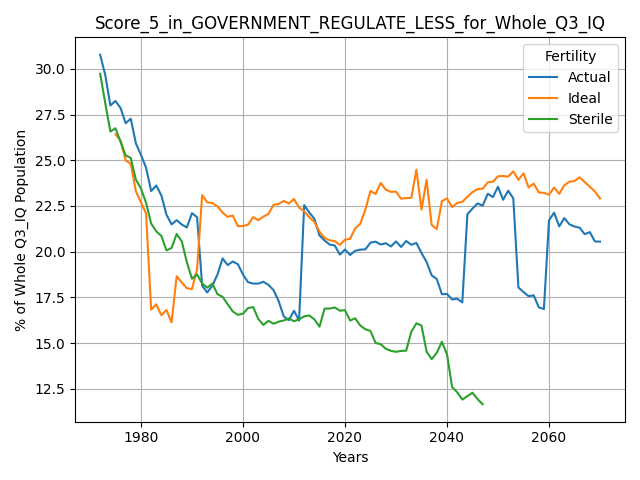 Score_5_in_GOVERNMENT_REGULATE_LESS_for_Whole_Q3_IQ
Fertility
Actual
Ideal
Sterile
% of Whole Q3_IQ Population
30.0
27.5
25.0
22.5
20.0
17.5
15.0
12.5
1980
2000
2020
2040
2060
Years